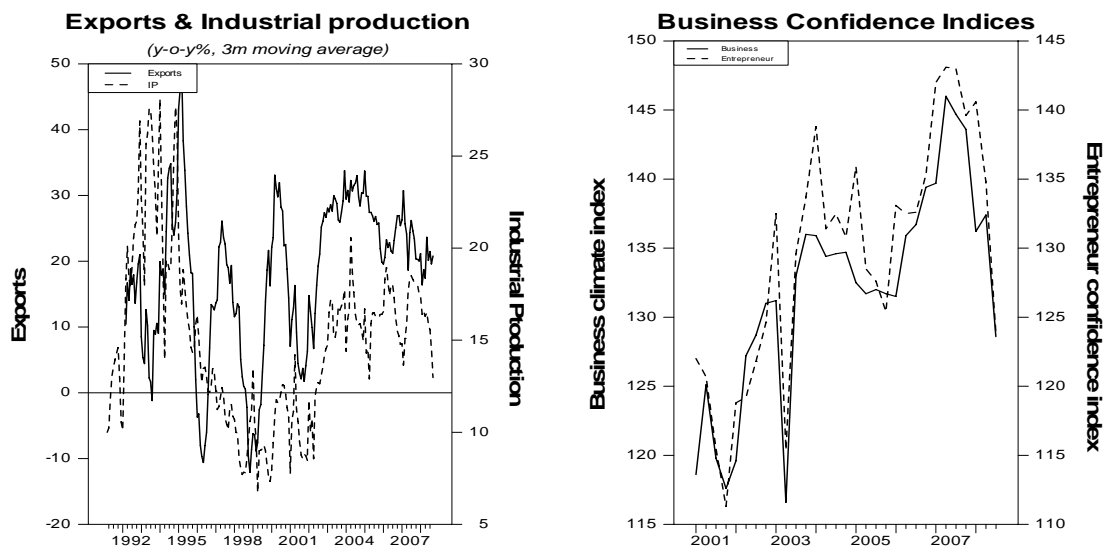 Exports & Industrial production
(y-o-y%, 3m moving average)
50
40
30
20
10
0
-10
-20
Exports
IP
30
25
20
15
10
5
Exports
Industrial Ptoduction
1992 1995 1998 2001 2004 2007
Business Confidence Indices
150
145
140
135
130
125
120
115
Business
Entrepreneur
145
140
135
130
125
120
115
110
Business climate index
Entrepreneur confidence index
2001 2003 2005 2007